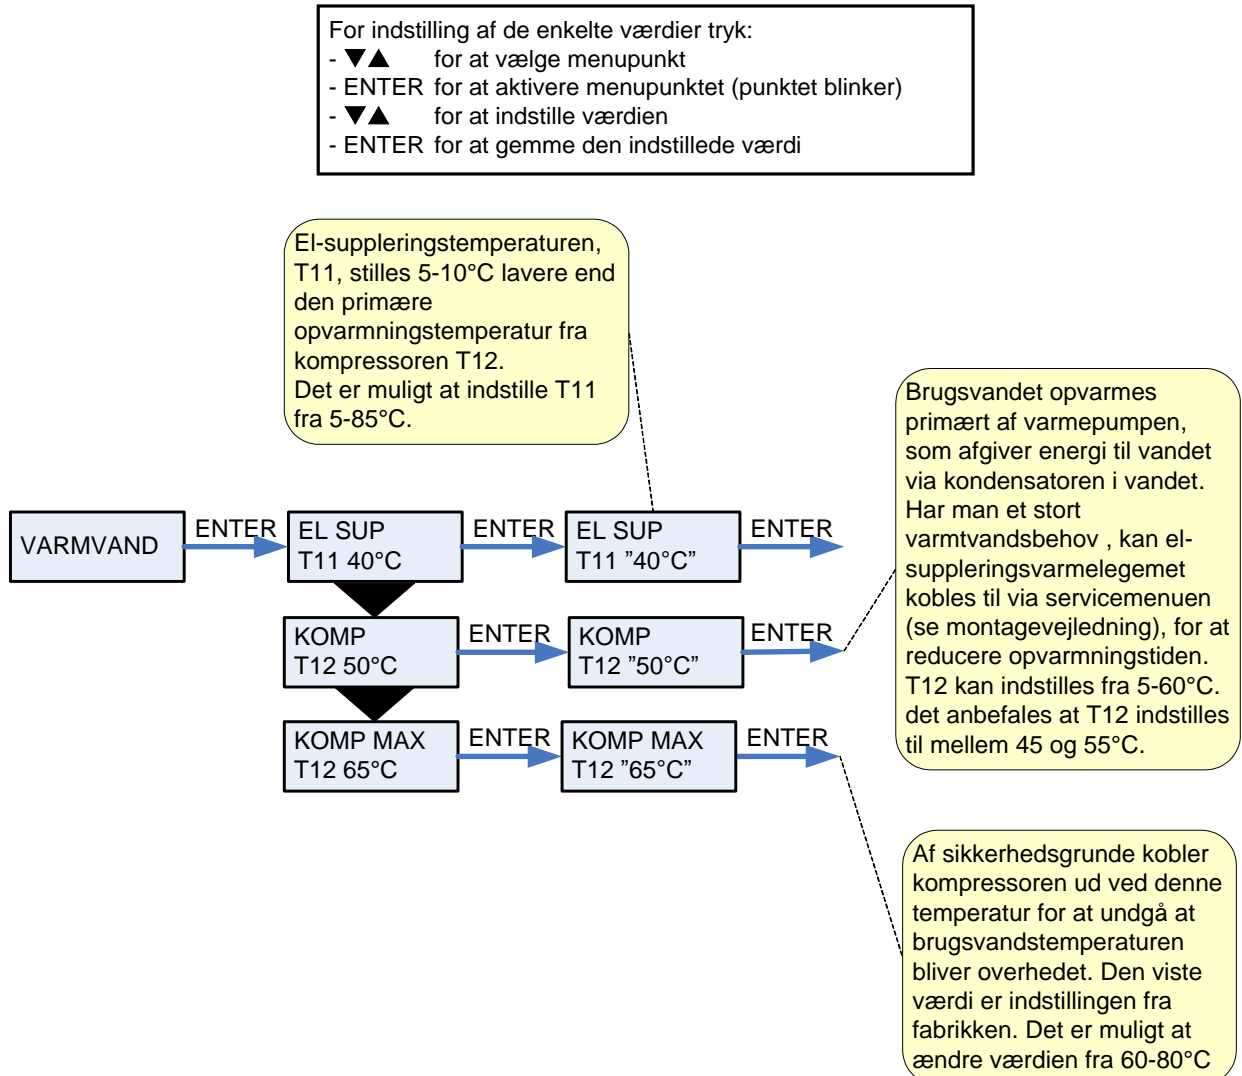 For indstilling af de enkelte værdier tryk:
- ▼▲ for at vælge menupunkt
- ENTER for at aktivere menupunktet (punktet blinker)
- ▼▲ for at indstille værdien
- ENTER for at gemme den indstillede værdi
El-suppleringstemperaturen,
T11, stilles 5-10°C lavere end
den primære
opvarmningstemperatur fra
kompressoren T12.
Det er muligt at indstille T11
fra 5-85°C.
Brugsvandet opvarmes
primært af varmepumpen,
som afgiver energi til vandet
via kondensatoren i vandet.
Har man et stort
varmtvandsbehov , kan el-
suppleringsvarmelegemet
kobles til via servicemenuen
(se montagevejledning), for at
reducere opvarmningstiden.
T12 kan indstilles fra 5-60°C.
det anbefales at T12 indstilles
til mellem 45 og 55°C.
VARMVAND
ENTER
EL SUP
T11 40°C
ENTER
EL SUP
T11 ”40°C”
ENTER
KOMP
T12 50°C
ENTER
KOMP
T12 ”50°C”
ENTER
KOMP MAX
T12 65°C
ENTER
KOMP MAX
T12 ”65°C”
ENTER
Af sikkerhedsgrunde kobler
kompressoren ud ved denne
temperatur for at undgå at
brugsvandstemperaturen
bliver overhedet. Den viste
værdi er indstillingen fra
fabrikken. Det er muligt at
ændre værdien fra 60-80°C